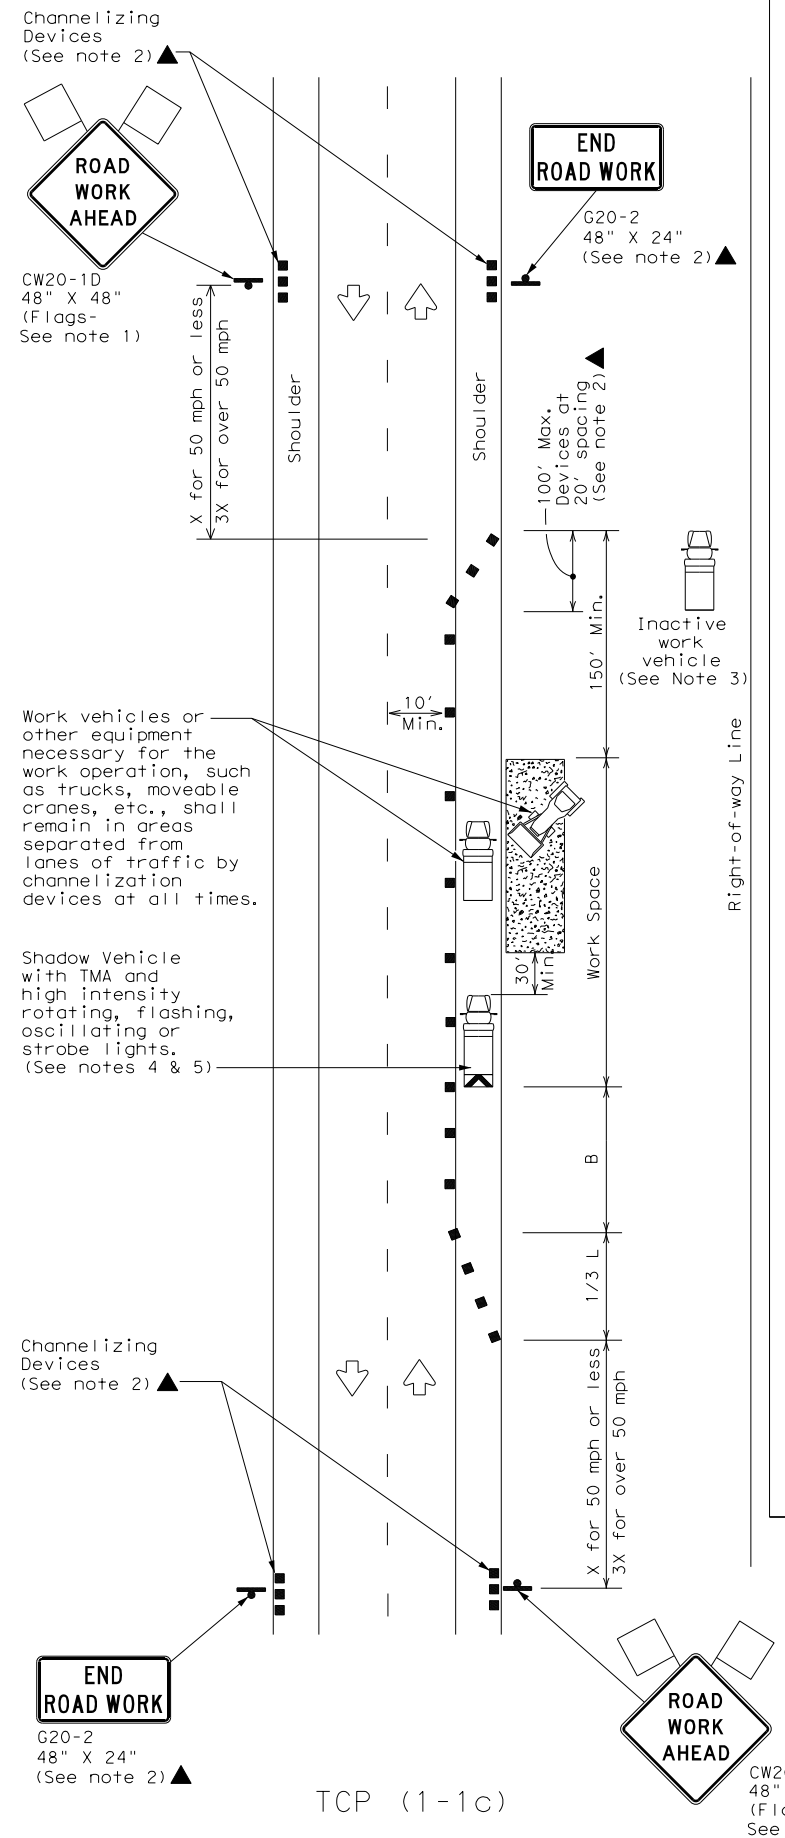 Channelizing
Devices
(See note 2)
ROAD
WORK
AHEAD
CW20-1D
48" X 48"
(Flags-
See note 1)
END
ROAD WORK
G20-2
48" X 24"
(See note 2)
X for 50 mph or less
3X for over 50 mph
Shoulder
Shoulder
100' Max.
Devices at
20' spacing
(See note 2)
150' Min.
Inactive
work
vehicle
(See Note 3)
10'
Min.
Work vehicles or
other equipment
necessary for the
work operation, such
as trucks, moveable
cranes, etc., shall
remain in areas
separated from
lanes of traffic by
channelization
devices at all times.
Right-of-way Line
Work Space
30'
Min.
Shadow Vehicle
with TMA and
high intensity
rotating, flashing,
oscillating or
strobe lights.
(See notes 4 & 5)
B
1/3 L
Channelizing
Devices
(See note 2)
X for 50 mph or less
3X for over 50 mph
END
ROAD WORK
G20-2
48" X 24"
(See note 2)
ROAD
WORK
AHEAD
48"
See
TCP (1-1c)